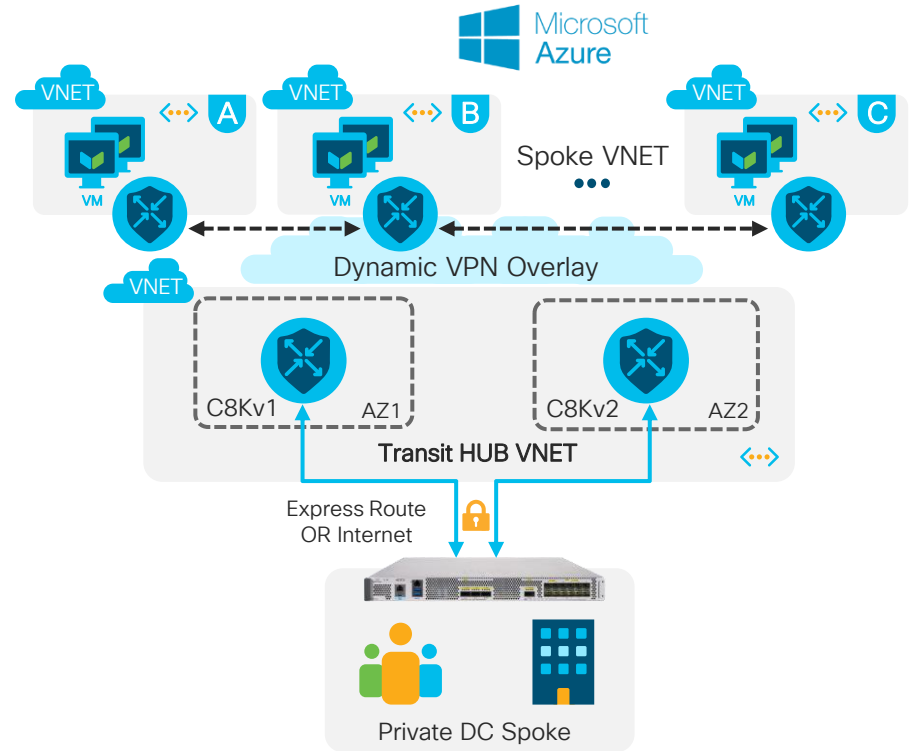 Microsoft
Azure
VNET
A
VM
VNET
B
VM
Spoke VNET
VNET
C
VM
Dynamic VPN Overlay
VNET
C8Kv1
AZ1
C8Kv2
AZ2
Transit HUB VNET
Express Route
OR Internet
Private DC Spoke